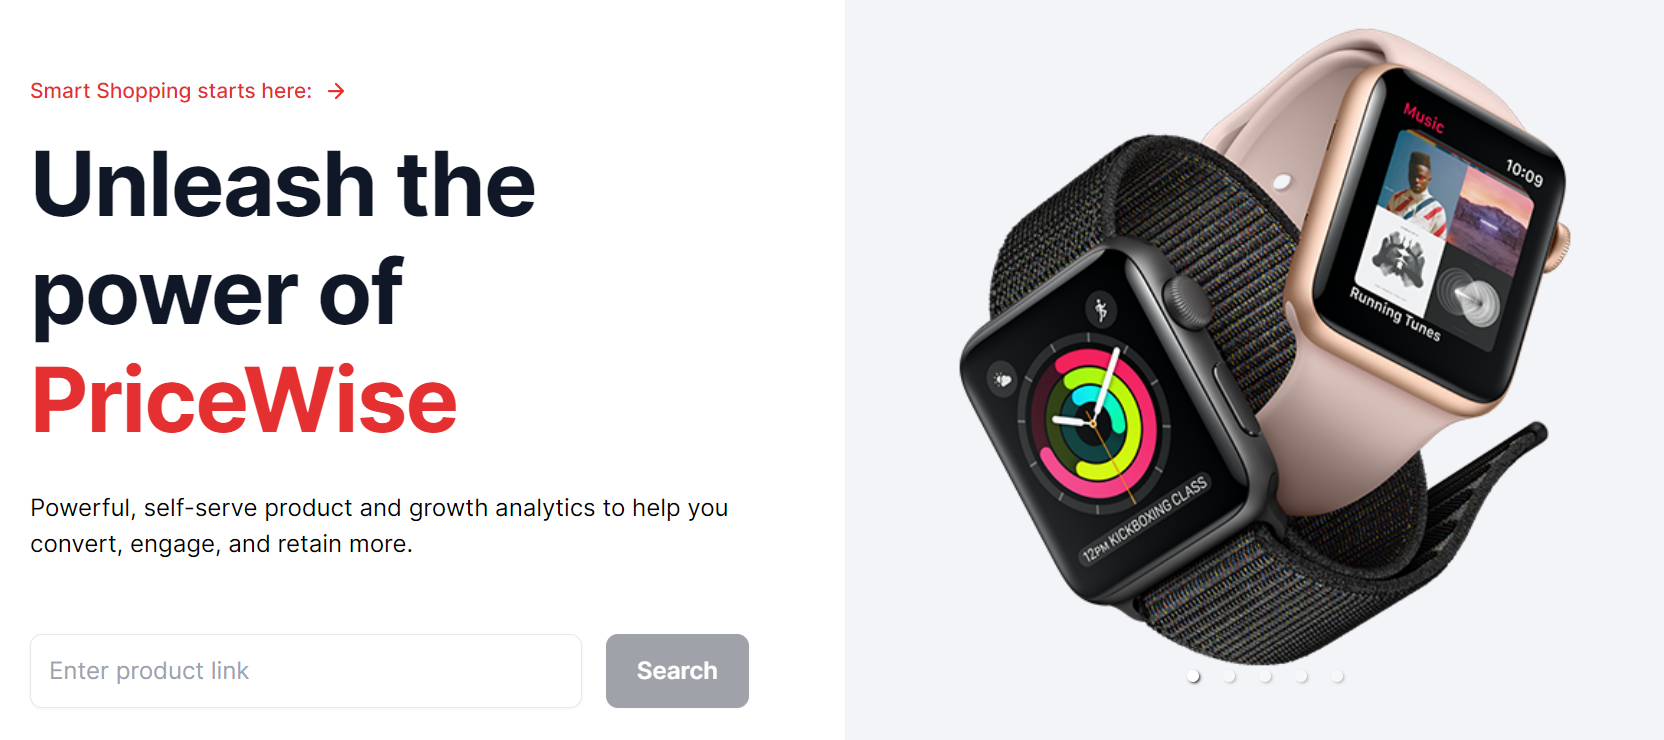 Smart Shopping starts here:
Unleash the
power of
PriceWise
Powerful, self-serve product and growth analytics to help you
convert, engage, and retain more.
Enter product link
Search
Music
10:09
Running Tunes
12PM KICKBOXING CLASS